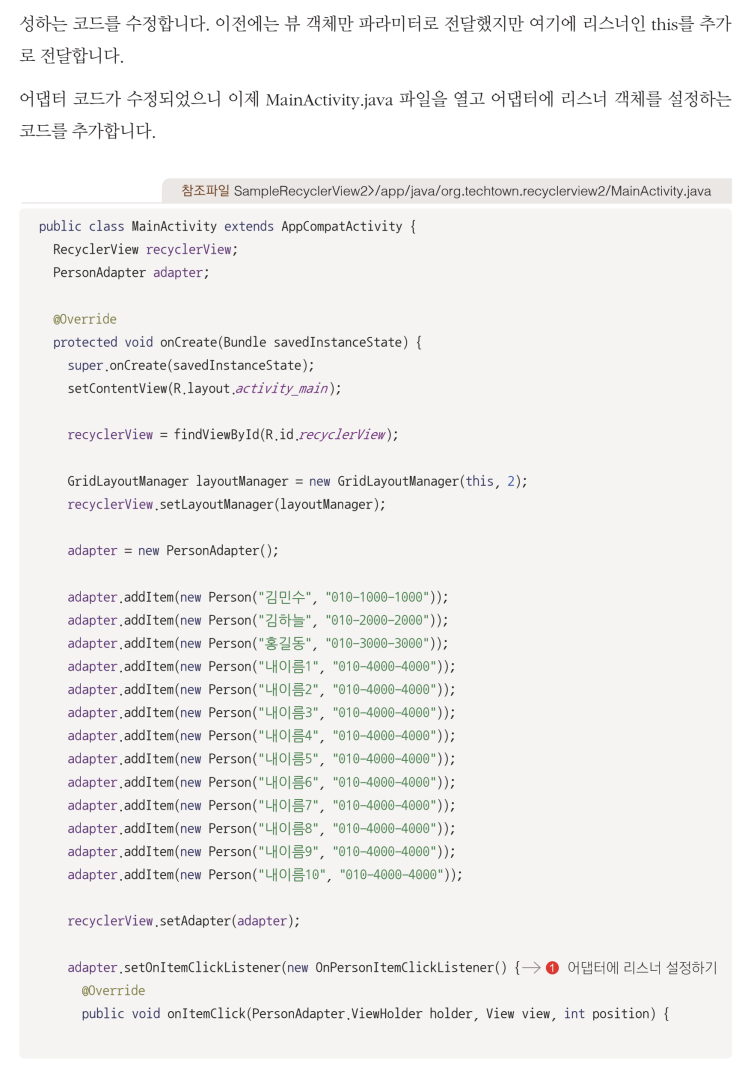 성하는 코드를 수정합니다. 이전에는 뷰 객체만 파라미터로 전달했지만 여기에 리스너인 this를 추가
로 전달합니다.
어댑터 코드가 수정되었으니 이제 MainActivity.java 파일을 열고 어댑터에 리스너 객체를 설정하는
코드를 추가합니다.
참조파일 SampleRecyclerView2>/app/java/org.techtown.recyclerview2/MainActivity.java
public class MainActivity extends AppCompatActivity {
RecyclerView recyclerView;
PersonAdapter adapter;
@Override
protected void onCreate(Bundle savedInstanceState) {
super.onCreate(savedInstanceState);
setContentView(R.layout.activity_main);
recyclerView = findViewById(R.id.recyclerView);
GridLayoutManager layoutManager = new GridLayoutManager(this, 2);
recyclerView.setLayoutManager(layoutManager);
adapter = new PersonAdapter();
adapter.addItem(new Person("김민수", "010-1000-1000"));
adapter.addItem(new Person("김하늘", "010-2000-2000"));
adapter.addItem(new Person("홍길동", "010-3000-3000"));
adapter.addItem(new Person("내이름1", "010-4000-4000"));
adapter.addItem(new Person("내이름2", "010-4000-4000"));
adapter.addItem(new Person("내이름3", "010-4000-4000"));
adapter.addItem(new Person("내이름4", "010-4000-4000"));
adapter.addItem(new Person("내이름5", "010-4000-4000"));
adapter.addItem(new Person("내이름6", "010-4000-4000"));
adapter.addItem(new Person("내이름7", "010-4000-4000"));
adapter.addItem(new Person("내이름8", "010-4000-4000"));
adapter.addItem(new Person("내이름9", "010-4000-4000"));
adapter.addItem(new Person("내이름10", "010-4000-4000"));
recyclerView.setAdapter(adapter);
adapter.setOnItemClickListener(new OnPersonItemClickListener() {→ ❶ 어댑터에 리스너 설정하기
@Override
public void onItemClick(PersonAdapter.ViewHolder holder, View view, int position) {